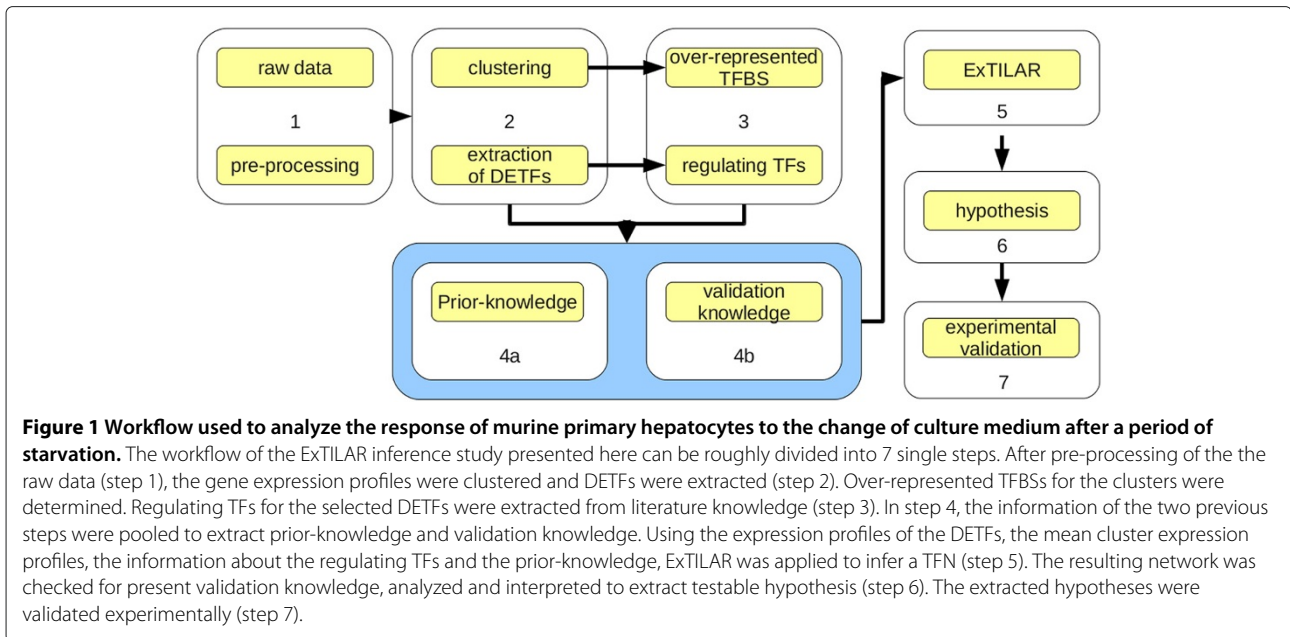 raw data
1
pre-processing
clustering
2
extraction
of DETFs
over-represented
TFBS
3
regulating TFs
Prior-knowledge
4a
validation
knowledge
4b
ExTILAR
5
hypothesis
6
experimental
validation
7
Figure 1 Workflow used to analyze the response of murine primary hepatocytes to the change of culture medium after a period of
starvation. The workflow of the ExTILAR inference study presented here can be roughly divided into 7 single steps. After pre-processing of the the
raw data (step 1), the gene expression profiles were clustered and DETFs were extracted (step 2). Over-represented TFBSs for the clusters were
determined. Regulating TFs for the selected DETFs were extracted from literature knowledge (step 3). In step 4, the information of the two previous
steps were pooled to extract prior-knowledge and validation knowledge. Using the expression profiles of the DETFs, the mean cluster expression
profiles, the information about the regulating TFs and the prior-knowledge, ExTILAR was applied to infer a TFN (step 5). The resulting network was
checked for present validation knowledge, analyzed and interpreted to extract testable hypothesis (step 6). The extracted hypotheses were
validated experimentally (step 7).